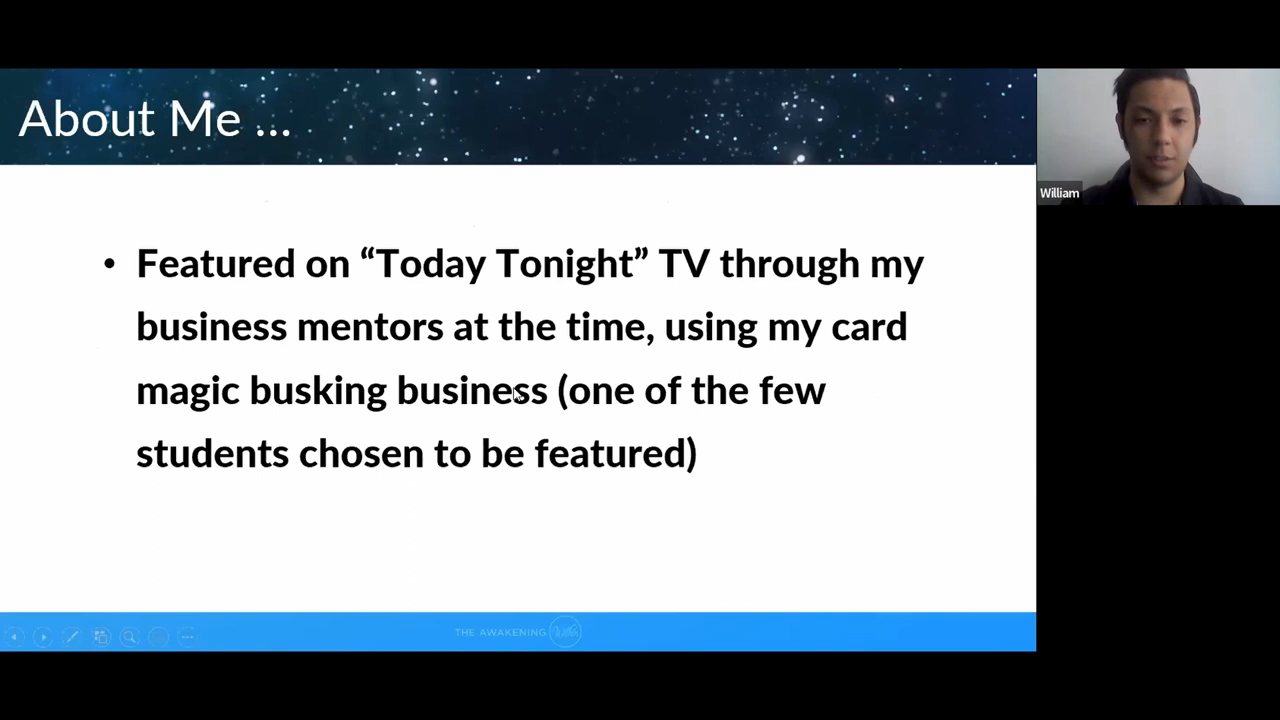 About Me ...
William
• Featured on “Today Tonight” TV through my
business mentors at the time, using my card
magic busking business (one of the few
students chosen to be featured)
THE AWAKENING